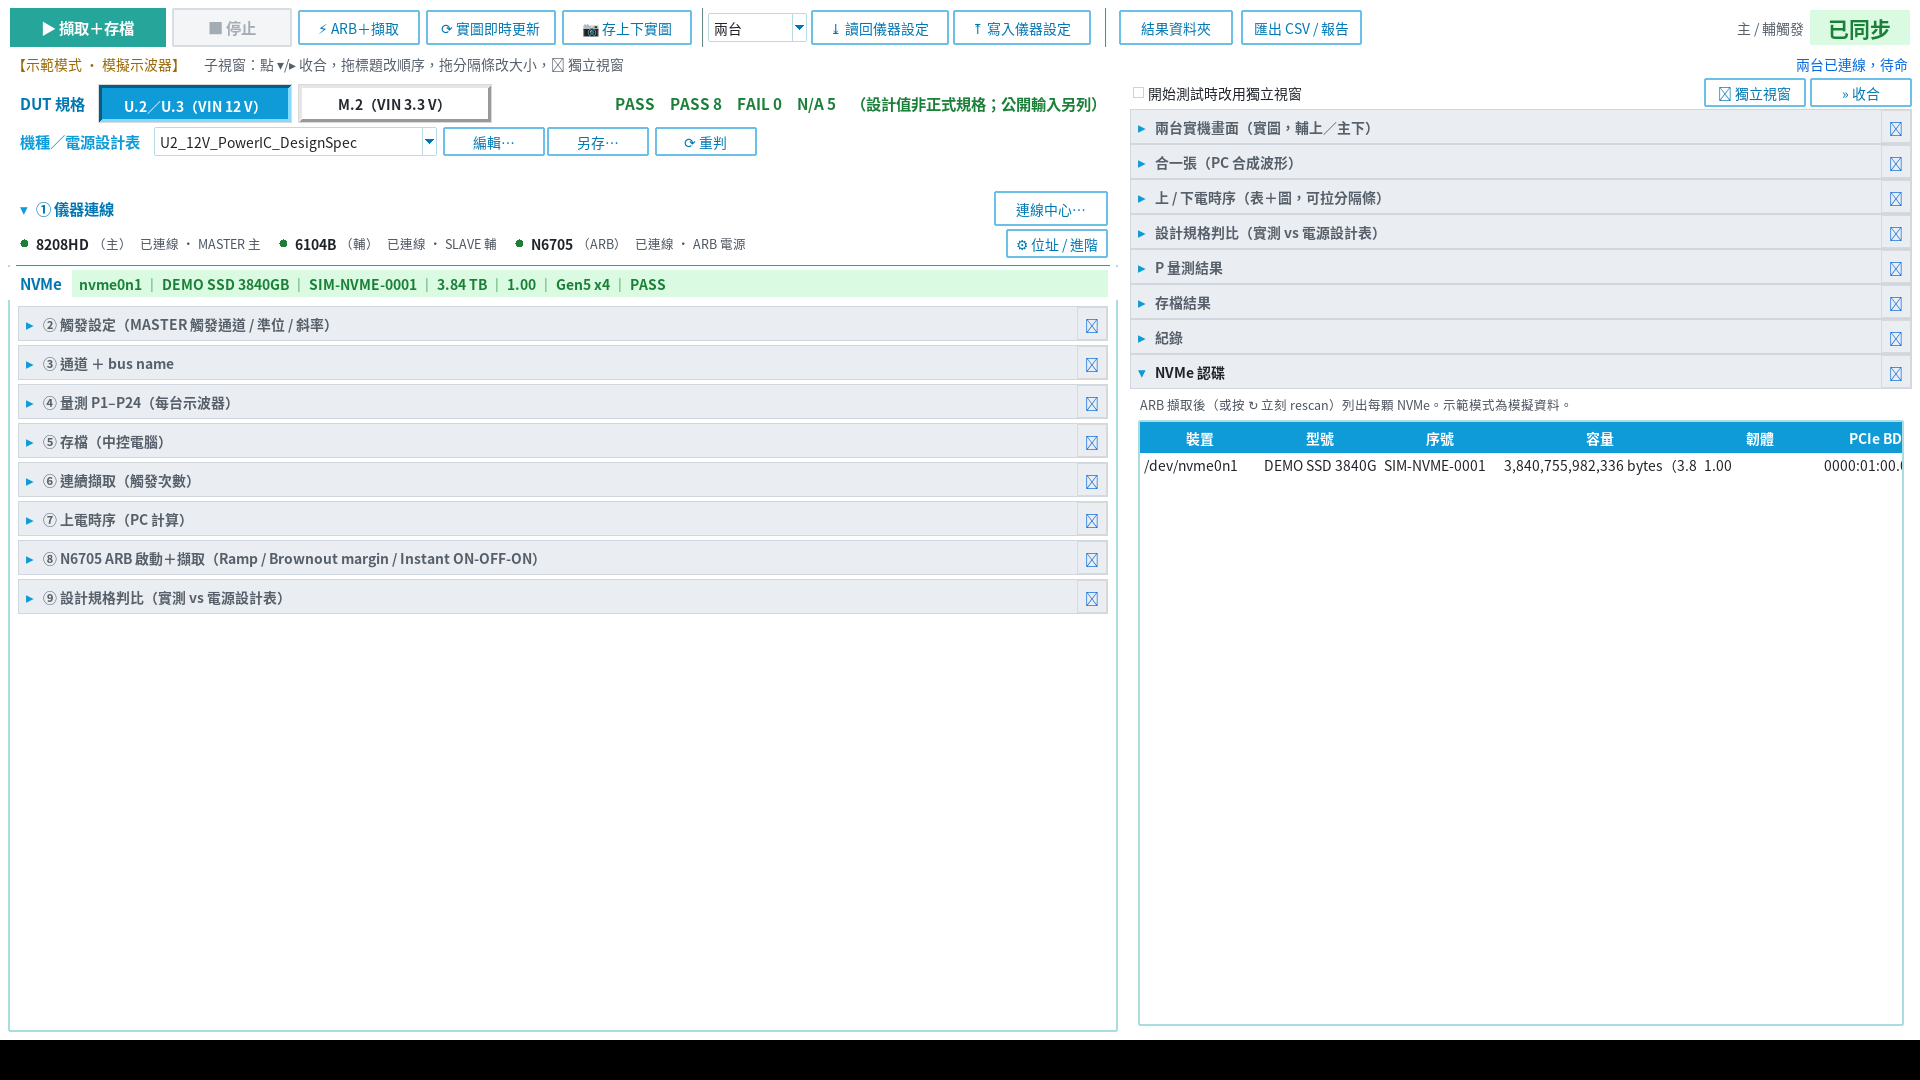 ▶ 擷取＋存檔 ■ 停止 ⚡ ARB＋擷取 ⟳ 實圖即時更新 📷 存上下實圖 兩台 ⤓ 讀回儀器設定 ⤒ 寫入儀器設定 結果資料夾 匯出 CSV / 報告 主 / 輔觸發 已同步
【示範模式 ・ 模擬示波器】 子視窗：點 ▾/▸ 收合，拖標題改順序，拖分隔條改大小， 獨立視窗 兩台已連線，待命
DUT 規格 U.2／U.3（VIN 12 V） M.2（VIN 3.3 V） PASS PASS 8 FAIL 0 N/A 5 （設計值非正式規格；公開輸入另列）
機種／電源設計表 U2_12V_PowerIC_DesignSpec 編輯… 另存… ⟳ 重判
▾ ① 儀器連線 連線中心…
● 8208HD （主） 已連線 ・ MASTER 主 ● 6104B （輔） 已連線 ・ SLAVE 輔 ● N6705 （ARB） 已連線 ・ ARB 電源 ⚙ 位址 / 進階
NVMe nvme0n1 | DEMO SSD 3840GB | SIM-NVME-0001 | 3.84 TB | 1.00 | Gen5 x4 | PASS
▸ ② 觸發設定（MASTER 觸發通道 / 準位 / 斜率）
▸ ③ 通道 ＋ bus name
▸ ④ 量測 P1–P24（每台示波器）
▸ ⑤ 存檔（中控電腦）
▸ ⑥ 連續擷取（觸發次數）
▸ ⑦ 上電時序（PC 計算）
▸ ⑧ N6705 ARB 啟動＋擷取（Ramp / Brownout margin / Instant ON-OFF-ON）
▸ ⑨ 設計規格判比（實測 vs 電源設計表）
開始測試時改用獨立視窗 獨立視窗 » 收合
▸ 兩台實機畫面（實圖，輔上／主下）
▸ 合一張（PC 合成波形）
▸ 上 / 下電時序（表＋圖，可拉分隔條）
▸ 設計規格判比（實測 vs 電源設計表）
▸ P 量測結果
▸ 存檔結果
▸ 紀錄
▾ NVMe 認碟
ARB 擷取後（或按 ↻ 立刻 rescan）列出每顆 NVMe。示範模式為模擬資料。
裝置 型號 序號 容量 韌體 PCIe BD
/dev/nvme0n1 DEMO SSD 3840G SIM-NVME-0001 3,840,755,982,336 bytes（3.8 1.00 0000:01:00.0